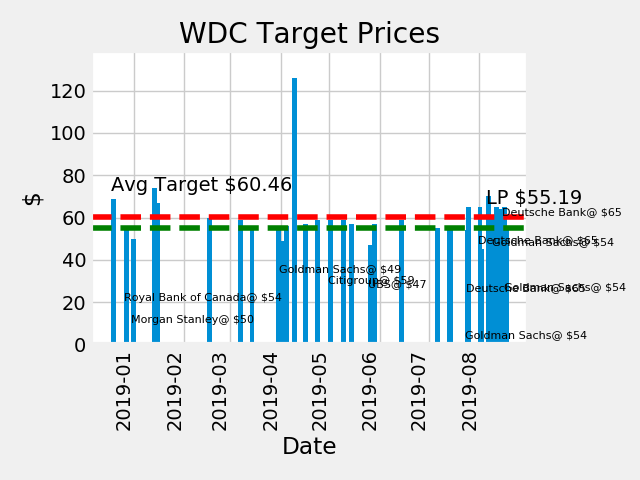 WDC Target Prices
120
100
80
60
40
20
0
$
Avg Target $60.46
LP $55.19
Deutsche Bank@ $65
Deutsche Bank@ $65
Goldman Sachs@ $54
Goldman Sachs@ $49
Citigroup@ $59
UBS@ $47
Deutsche Bank@ $65
Goldman Sachs@ $54
Royal Bank of Canada@ $54
Morgan Stanley@ $50
Goldman Sachs@ $54
2019-01
2019-02
2019-03
2019-04
2019-05
2019-06
2019-07
2019-08
Date